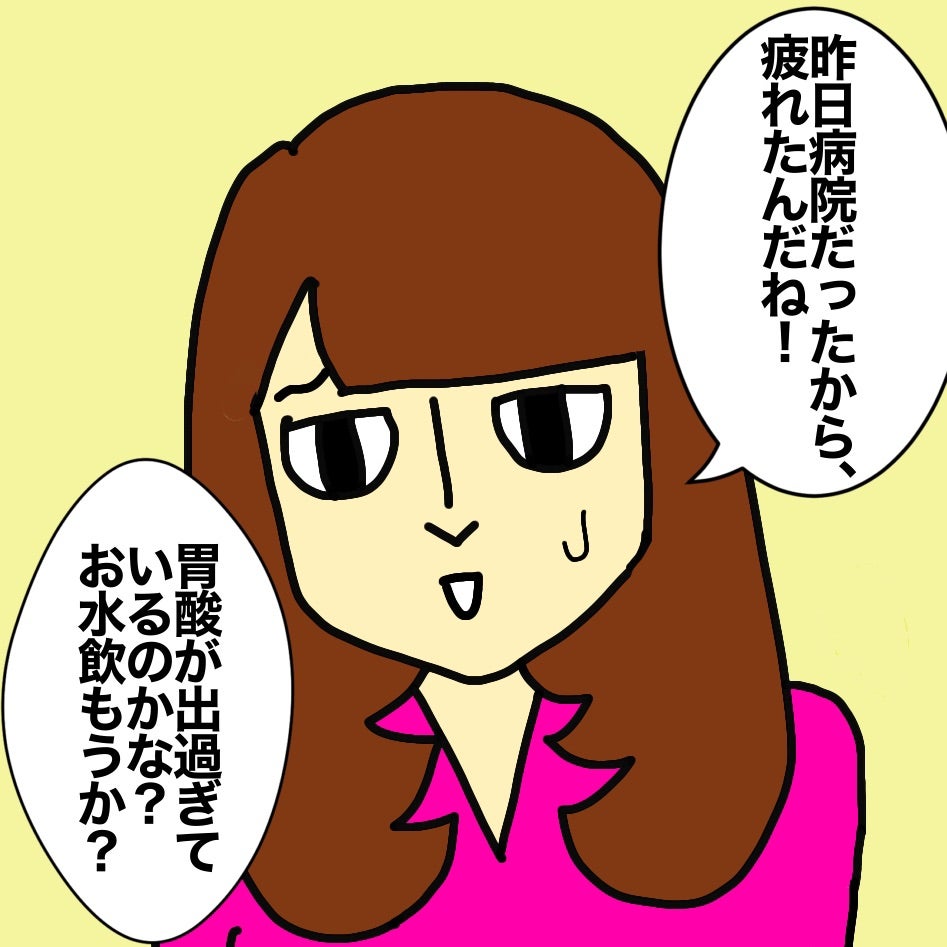 昨日病院だったから、
疲れたんだね！
胃酸が出過ぎて
いるのかな？
お水飲もうか？